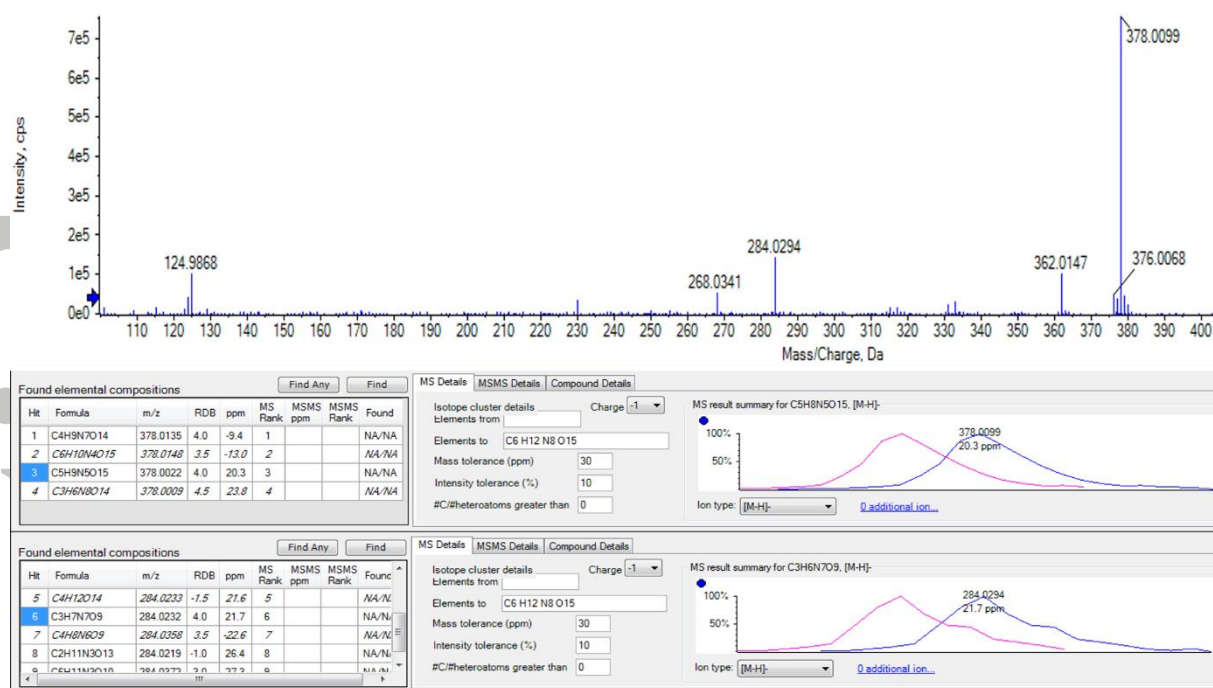 7e5
378.0099
6e5
5e5
4e5
3e5
2e5
1e5
0e0
Intensity, cps
124.9868
268.0341
284.0294
362.0147
376.0068
110 120 130 140 150 160 170 180 190 200 210 220 230 240 250 260 270 280 290 300 310 320 330 340 350 360 370 380 390 400
Mass/Charge, Da
Found elemental compositions Find Any Find
Hit Formula m/z RDB ppm MS Rank MSMS ppm MSMS Rank Found
1 C4H9N7O14 378.0135 4.0 -9.4 1 NA/NA
2 C6H10N4O15 378.0148 3.5 -13.0 2 NA/NA
3 C5H9N5O15 378.0022 4.0 20.3 3 NA/NA
4 C3H6N8O14 378.0009 4.5 23.8 4 NA/NA
MS Details MSMS Details Compound Details
Isotope cluster details Charge -1
Elements from
Elements to C6 H12 N8 O15
Mass tolerance (ppm) 30
Intensity tolerance (%) 10
#C/#heteroatoms greater than 0
MS result summary for C5H8N5O15, [M-H]-
100%
50%
378.0099
20.3 ppm
Ion type: [M-H]- 0 additional ion...
Found elemental compositions Find Any Find
Hit Formula m/z RDB ppm MS Rank MSMS ppm MSMS Rank Found
5 C4H12O14 284.0233 -1.5 21.6 5 NA/N
6 C3H7N7O9 284.0232 4.0 21.7 6 NA/N
7 C4H8N6O9 284.0358 3.5 -22.6 7 NA/N
8 C2H11N3O13 284.0219 -1.0 26.4 8 NA/N
MS Details MSMS Details Compound Details
Isotope cluster details Charge -1
Elements from
Elements to C6 H12 N8 O15
Mass tolerance (ppm) 30
Intensity tolerance (%) 10
#C/#heteroatoms greater than 0
MS result summary for C3H6N7O9, [M-H]-
100%
50%
284.0294
21.7 ppm
Ion type: [M-H]- 0 additional ion...